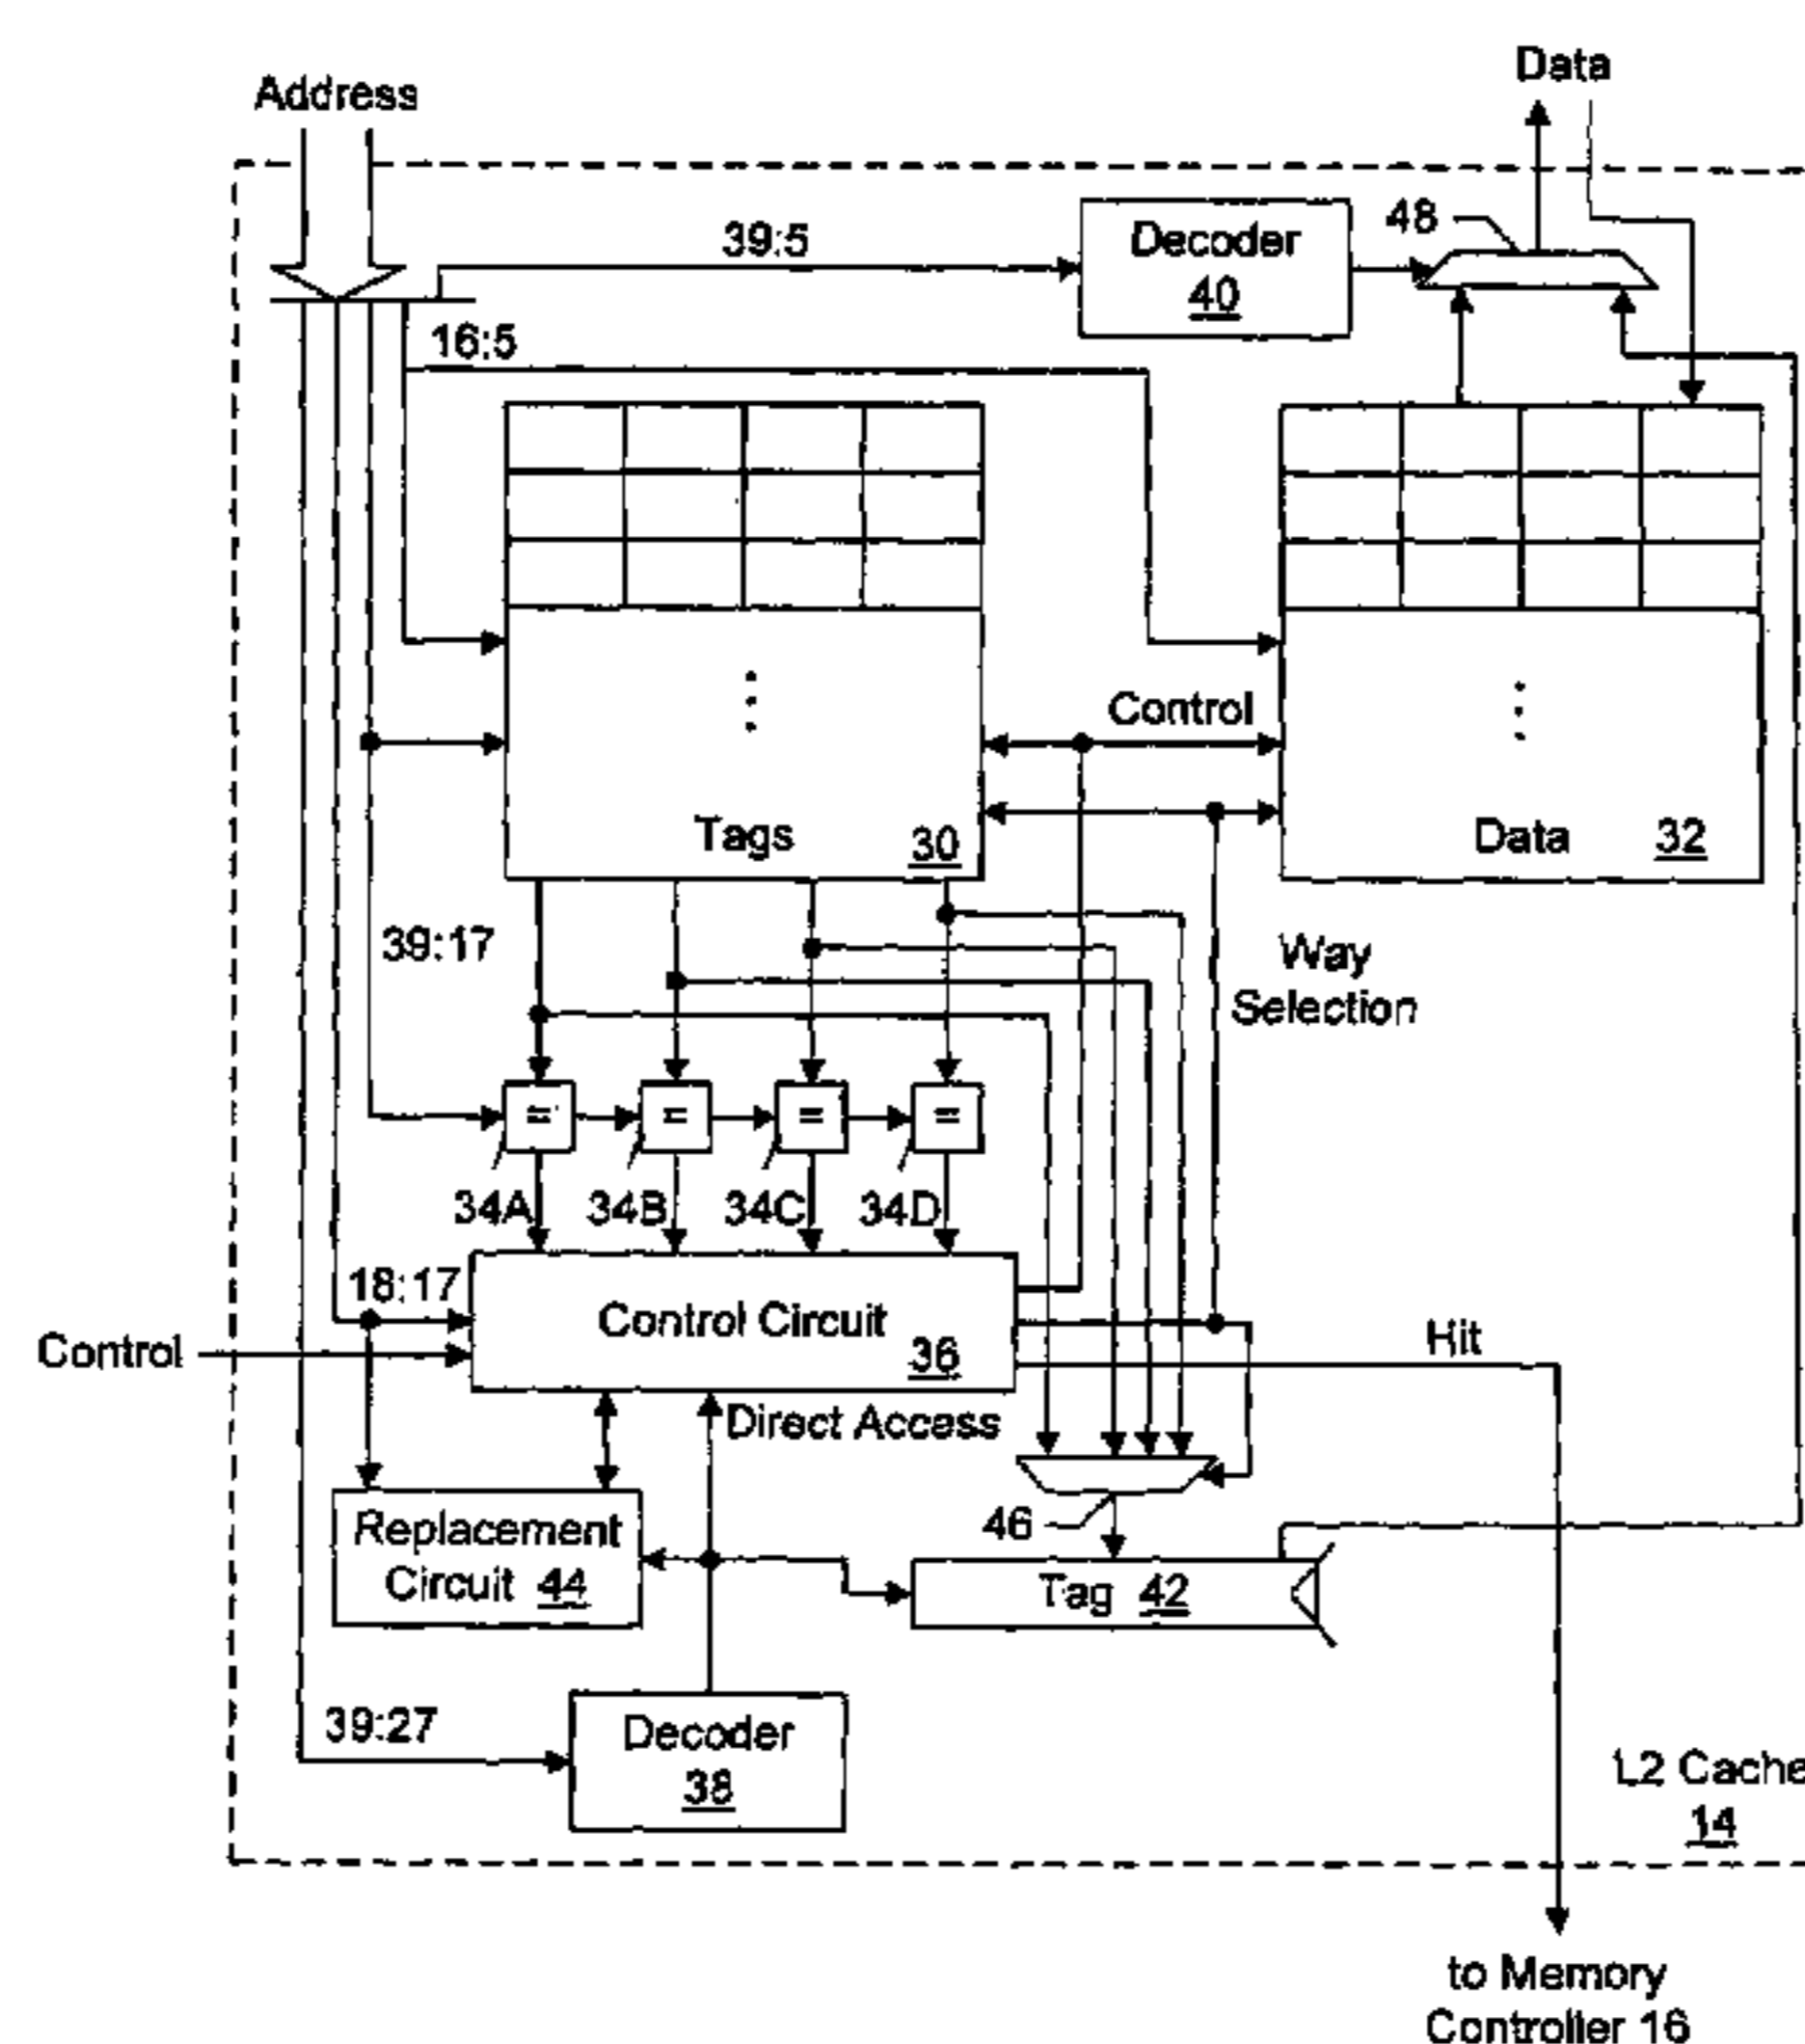 Data
Address
39:5
Decoder
40
48
16:5
Control
Tags 30
Data 32
39:17
Way
Selection
= = = =
34A 34B 34C 34D
18:17
Control Circuit
36
Control
Hit
Direct Access
46
Replacement
Circuit 44
Tag 42
39:27
Decoder
38
L2 Cache
14
to Memory
Controller 16